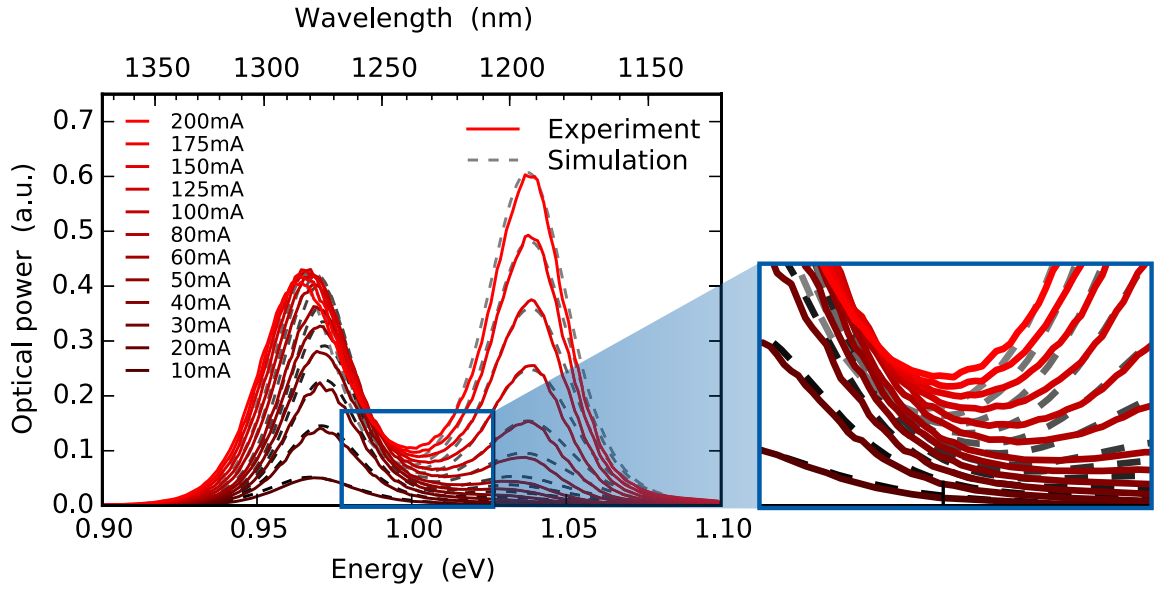 Wavelength (nm)
1350 1300 1250 1200 1150
0.7
0.6
0.5
0.4
0.3
0.2
0.1
0.0
Optical power (a.u.)
200mA
175mA
150mA
125mA
100mA
80mA
60mA
50mA
40mA
30mA
20mA
10mA
Experiment
Simulation
0.90 0.95 1.00 1.05 1.10
Energy (eV)